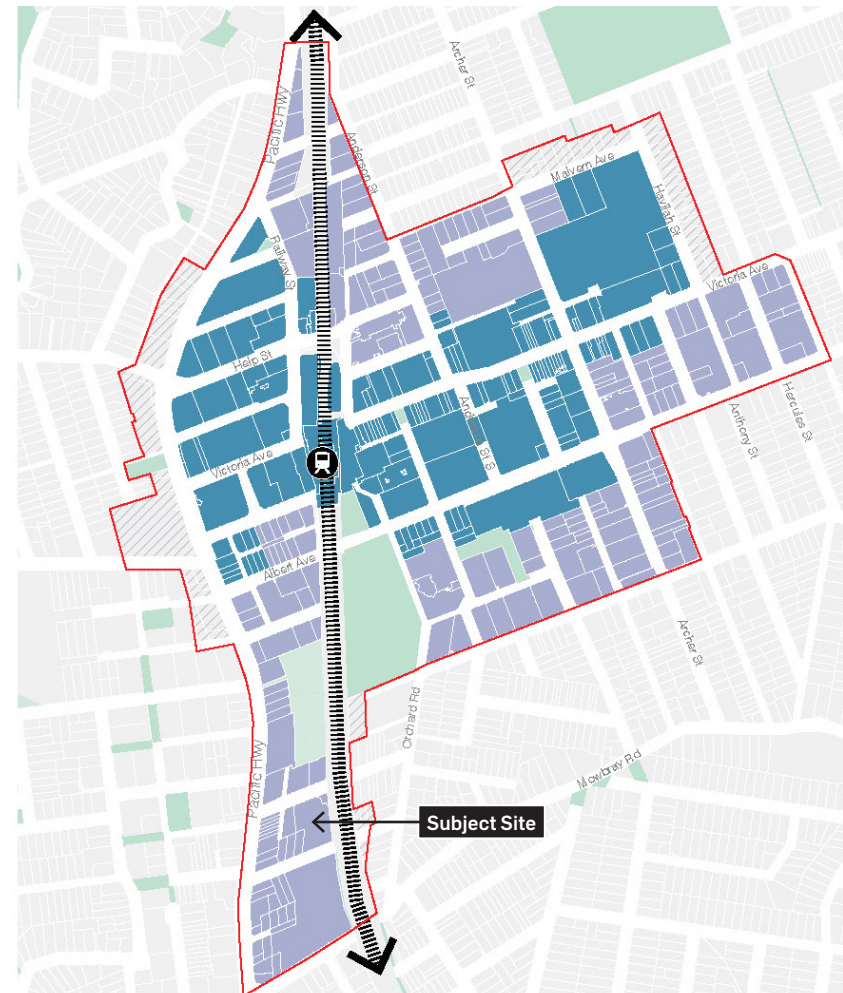 Archer St
Pacific Hwy
Anderson St
Malvern Ave
Havilah St
Railway St
Victoria Ave
Help St
Hercules St
Anthony St
Victoria Ave
Albert Ave
Archer St
Orchard Rd
Mowbray Rd
Pacific Hwy
Subject Site